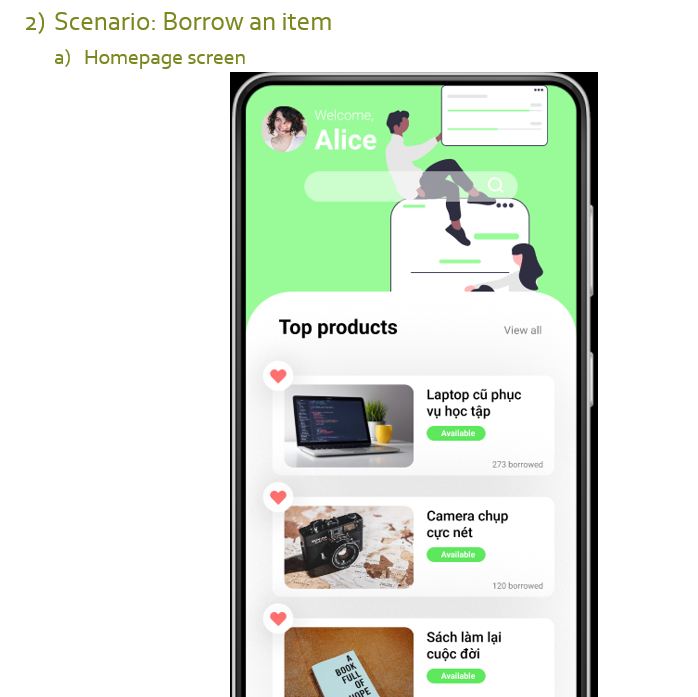 2) Scenario: Borrow an item
a) Homepage screen
Welcome,
Alice
Top products
View all
Laptop cũ phục
vụ học tập
Available
273 borrowed
Camera chụp
cực nét
Available
120 borrowed
Sách làm lại
cuộc đời
Available
A
BOOK
FULL
OF
HOPE